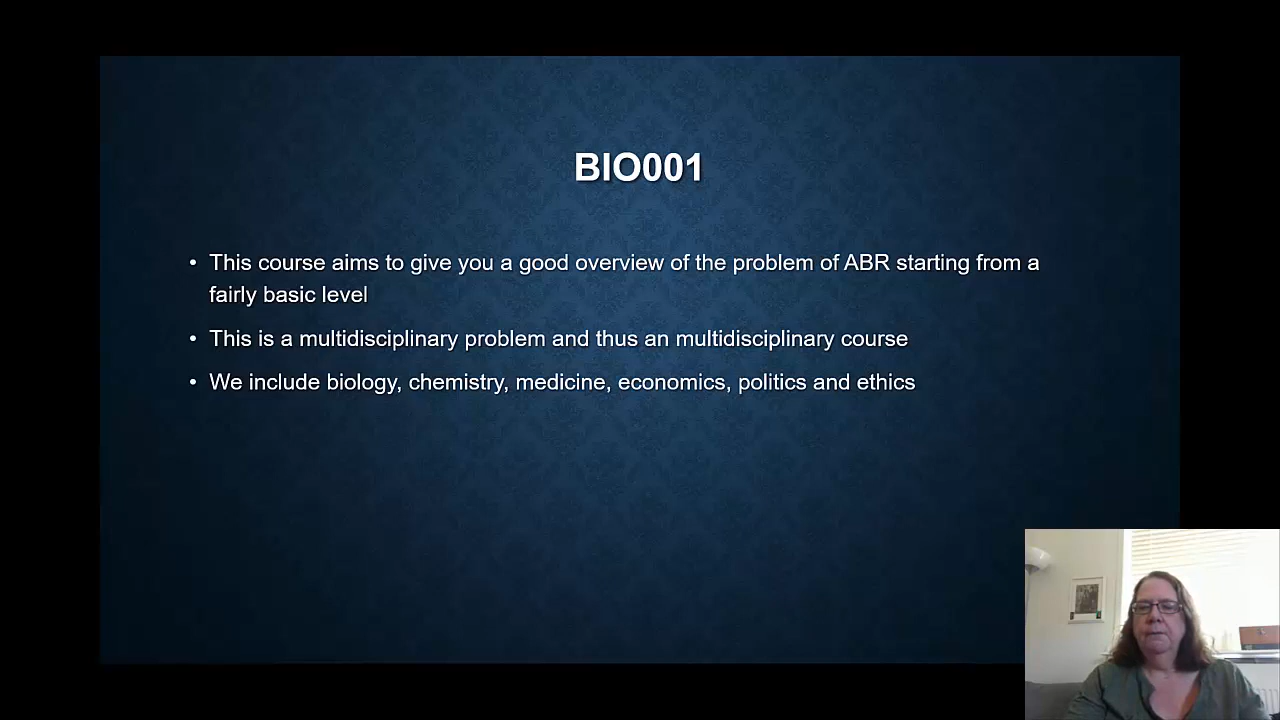 BIO001
• This course aims to give you a good overview of the problem of ABR starting from a
fairly basic level
• This is a multidisciplinary problem and thus an multidisciplinary course
• We include biology, chemistry, medicine, economics, politics and ethics